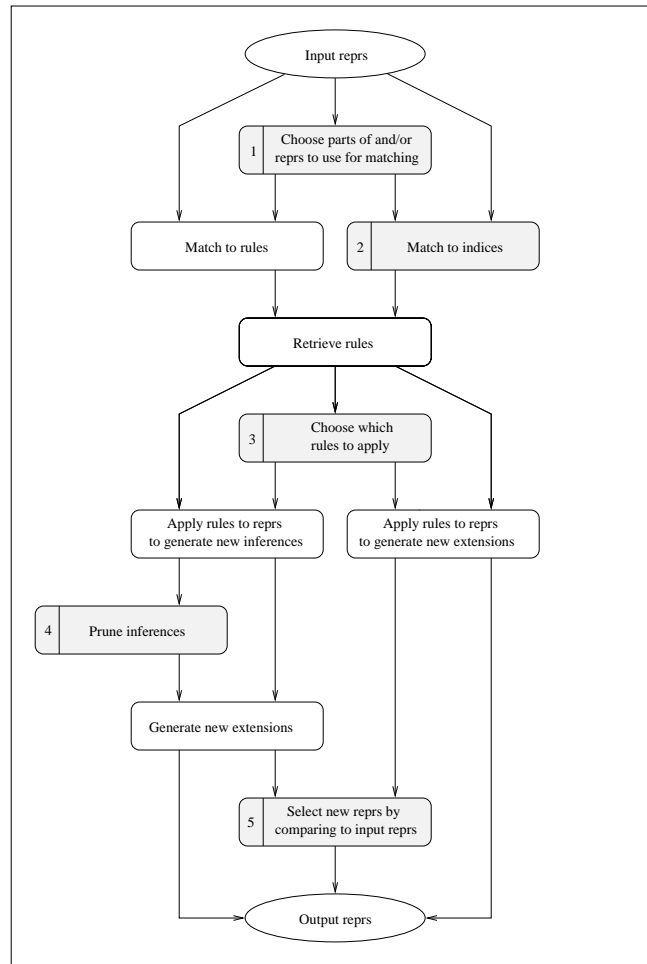 Input reprs
1
Choose parts of and/or
reprs to use for matching
Match to rules
2
Match to indices
Retrieve rules
3
Choose which
rules to apply
Apply rules to reprs
to generate new inferences
Apply rules to reprs
to generate new extensions
4
Prune inferences
Generate new extensions
5
Select new reprs by
comparing to input reprs
Output reprs